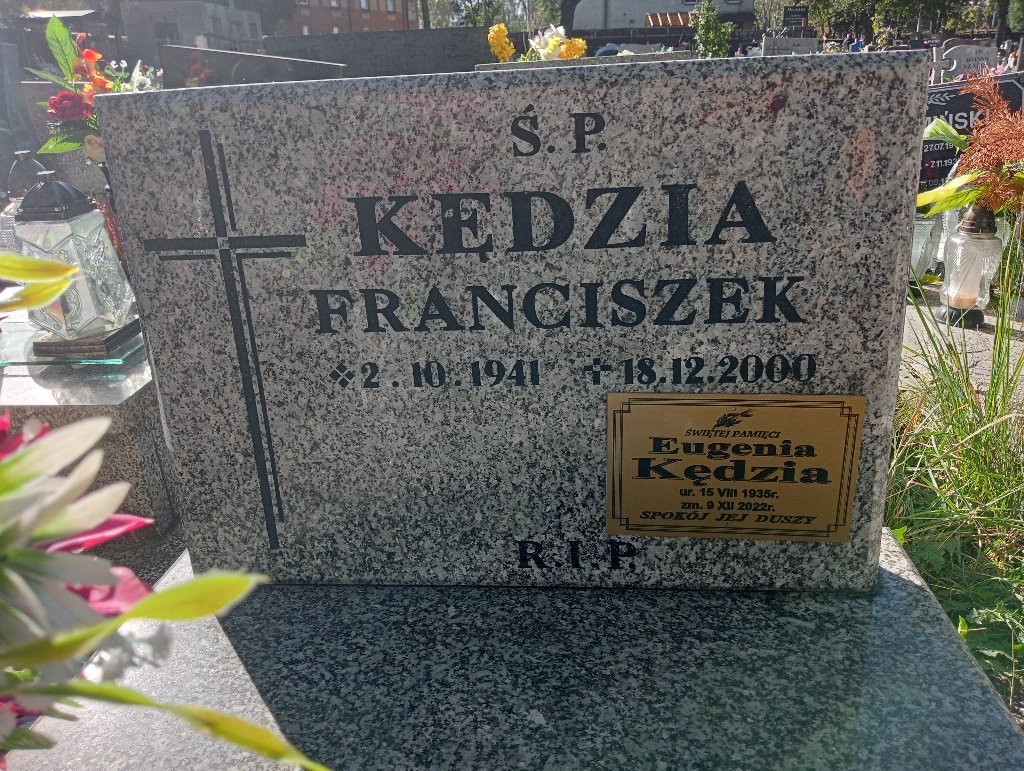 Ś. P.
KĘDZIA
FRANCISZEK
2.10.1941 18.12.2000
ŚWIĘTEJ PAMIĘCI
Eugenia
Kędzia
ur. 15 VIII 1935r.
zm. 9 XII 2022r.
SPOKÓJ JEJ DUSZY
R.I.P.